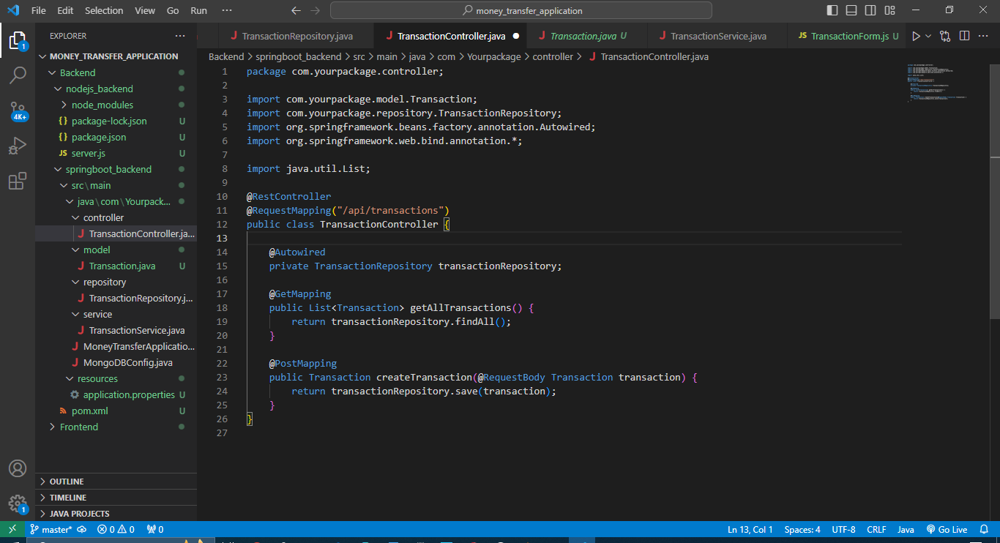 File Edit Selection View Go Run ··· money_transfer_application
EXPLORER ···
TransactionRepository.java TransactionController.java Transaction.java U TransactionService.java JS TransactionForm.js U ···
Backend > springboot_backend > src > main > java > com > Yourpackage > controller > TransactionController.java
MONEY_TRANSFER_APPLICATION
Backend
nodejs_backend
node_modules
{} package-lock.json U
{} package.json U
JS server.js U
springboot_backend
src\main
java\com\Yourpack...
controller
TransactionController.ja...
model
Transaction.java U
repository
TransactionRepository.j...
service
TransactionService.java
MoneyTransferApplicatio...
MongoDBConfig.java
resources
application.properties U
pom.xml U
Frontend
OUTLINE
TIMELINE
JAVA PROJECTS
1
4K+
1
1 package com.yourpackage.controller;
2
3 import com.yourpackage.model.Transaction;
4 import com.yourpackage.repository.TransactionRepository;
5 import org.springframework.beans.factory.annotation.Autowired;
6 import org.springframework.web.bind.annotation.*;
7
8 import java.util.List;
9
10 @RestController
11 @RequestMapping("/api/transactions")
12 public class TransactionController {
13
14 @Autowired
15 private TransactionRepository transactionRepository;
16
17 @GetMapping
18 public List<Transaction> getAllTransactions() {
19 return transactionRepository.findAll();
20 }
21
22 @PostMapping
23 public Transaction createTransaction(@RequestBody Transaction transaction) {
24 return transactionRepository.save(transaction);
25 }
26 }
27
master* 0 0 0 Ln 13, Col 1 Spaces: 4 UTF-8 CRLF Java Go Live